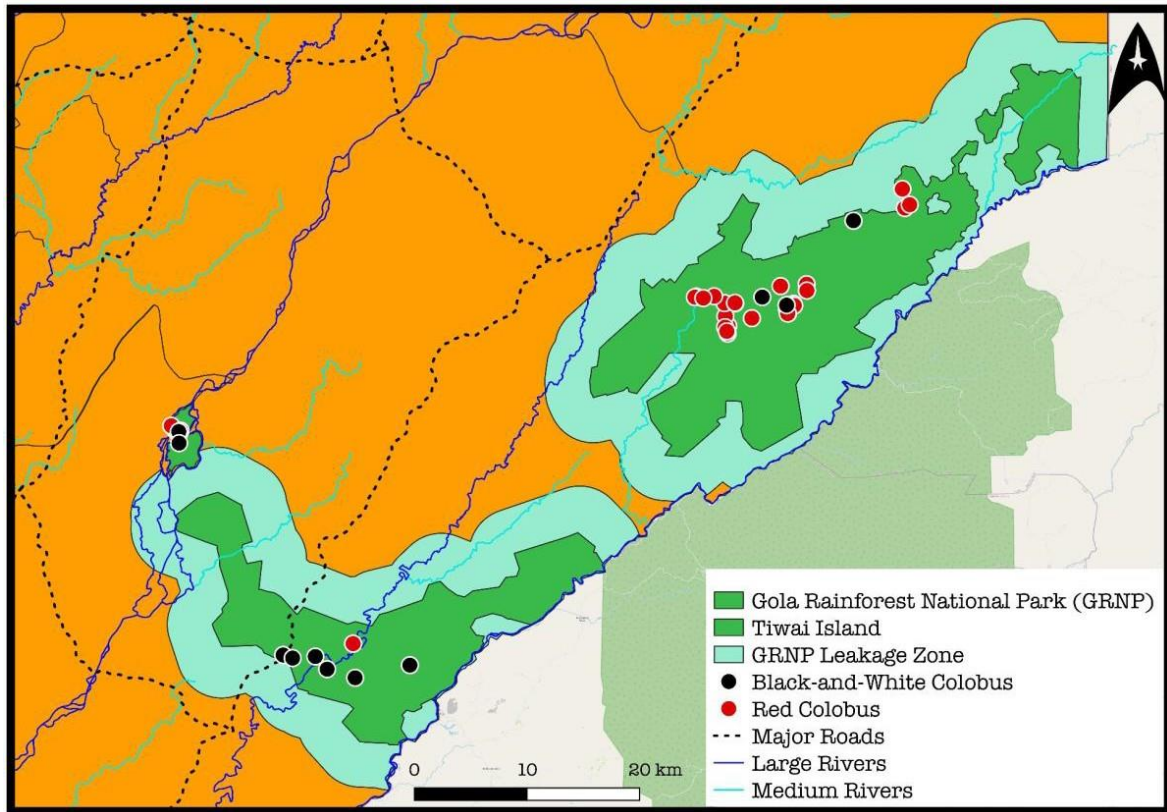 Gola Rainforest National Park (GRNP)
Tiwai Island
GRNP Leakage Zone
Black-and-White Colobus
Red Colobus
Major Roads
Large Rivers
Medium Rivers
0 10 20 km